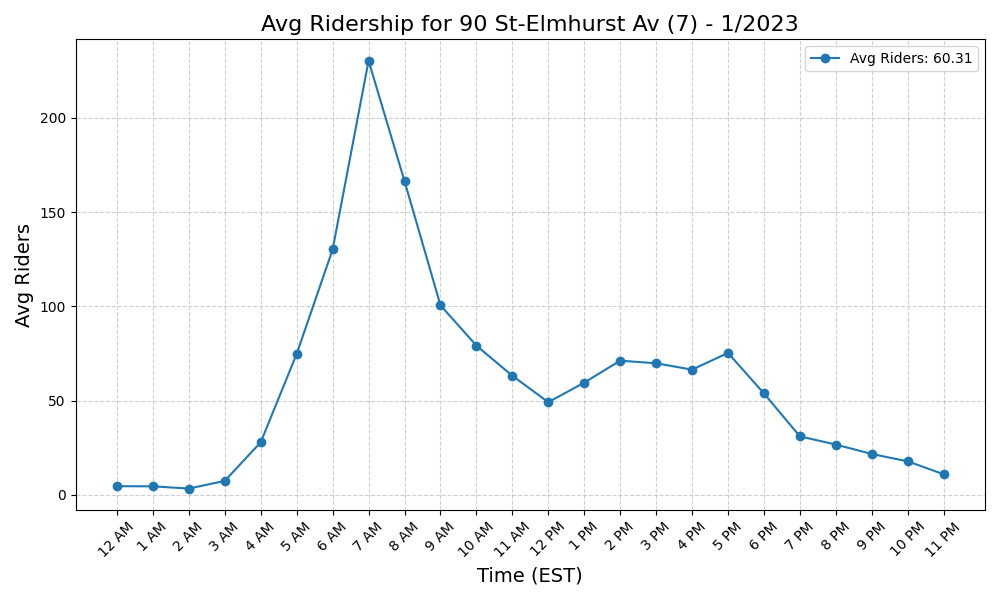 Avg Ridership for 90 St-Elmhurst Av (7) - 1/2023
Avg Riders: 60.31
Avg Riders
200
150
100
50
0
12 AM
1 AM
2 AM
3 AM
4 AM
5 AM
6 AM
7 AM
8 AM
9 AM
10 AM
11 AM
12 PM
1 PM
2 PM
3 PM
4 PM
5 PM
6 PM
7 PM
8 PM
9 PM
10 PM
11 PM
Time (EST)